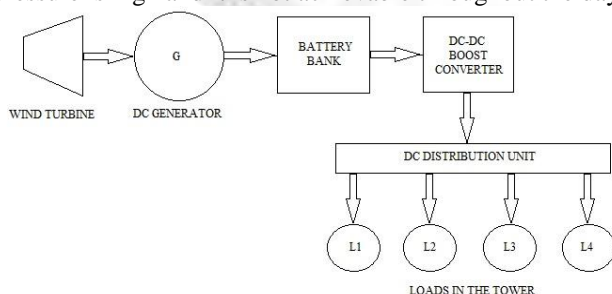 G
BATTERY
BANK
DC-DC
BOOST
CONVERTER
WIND TURBINE
DC GENERATOR
DC DISTRIBUTION UNIT
L1
L2
L3
L4
LOADS IN THE TOWER